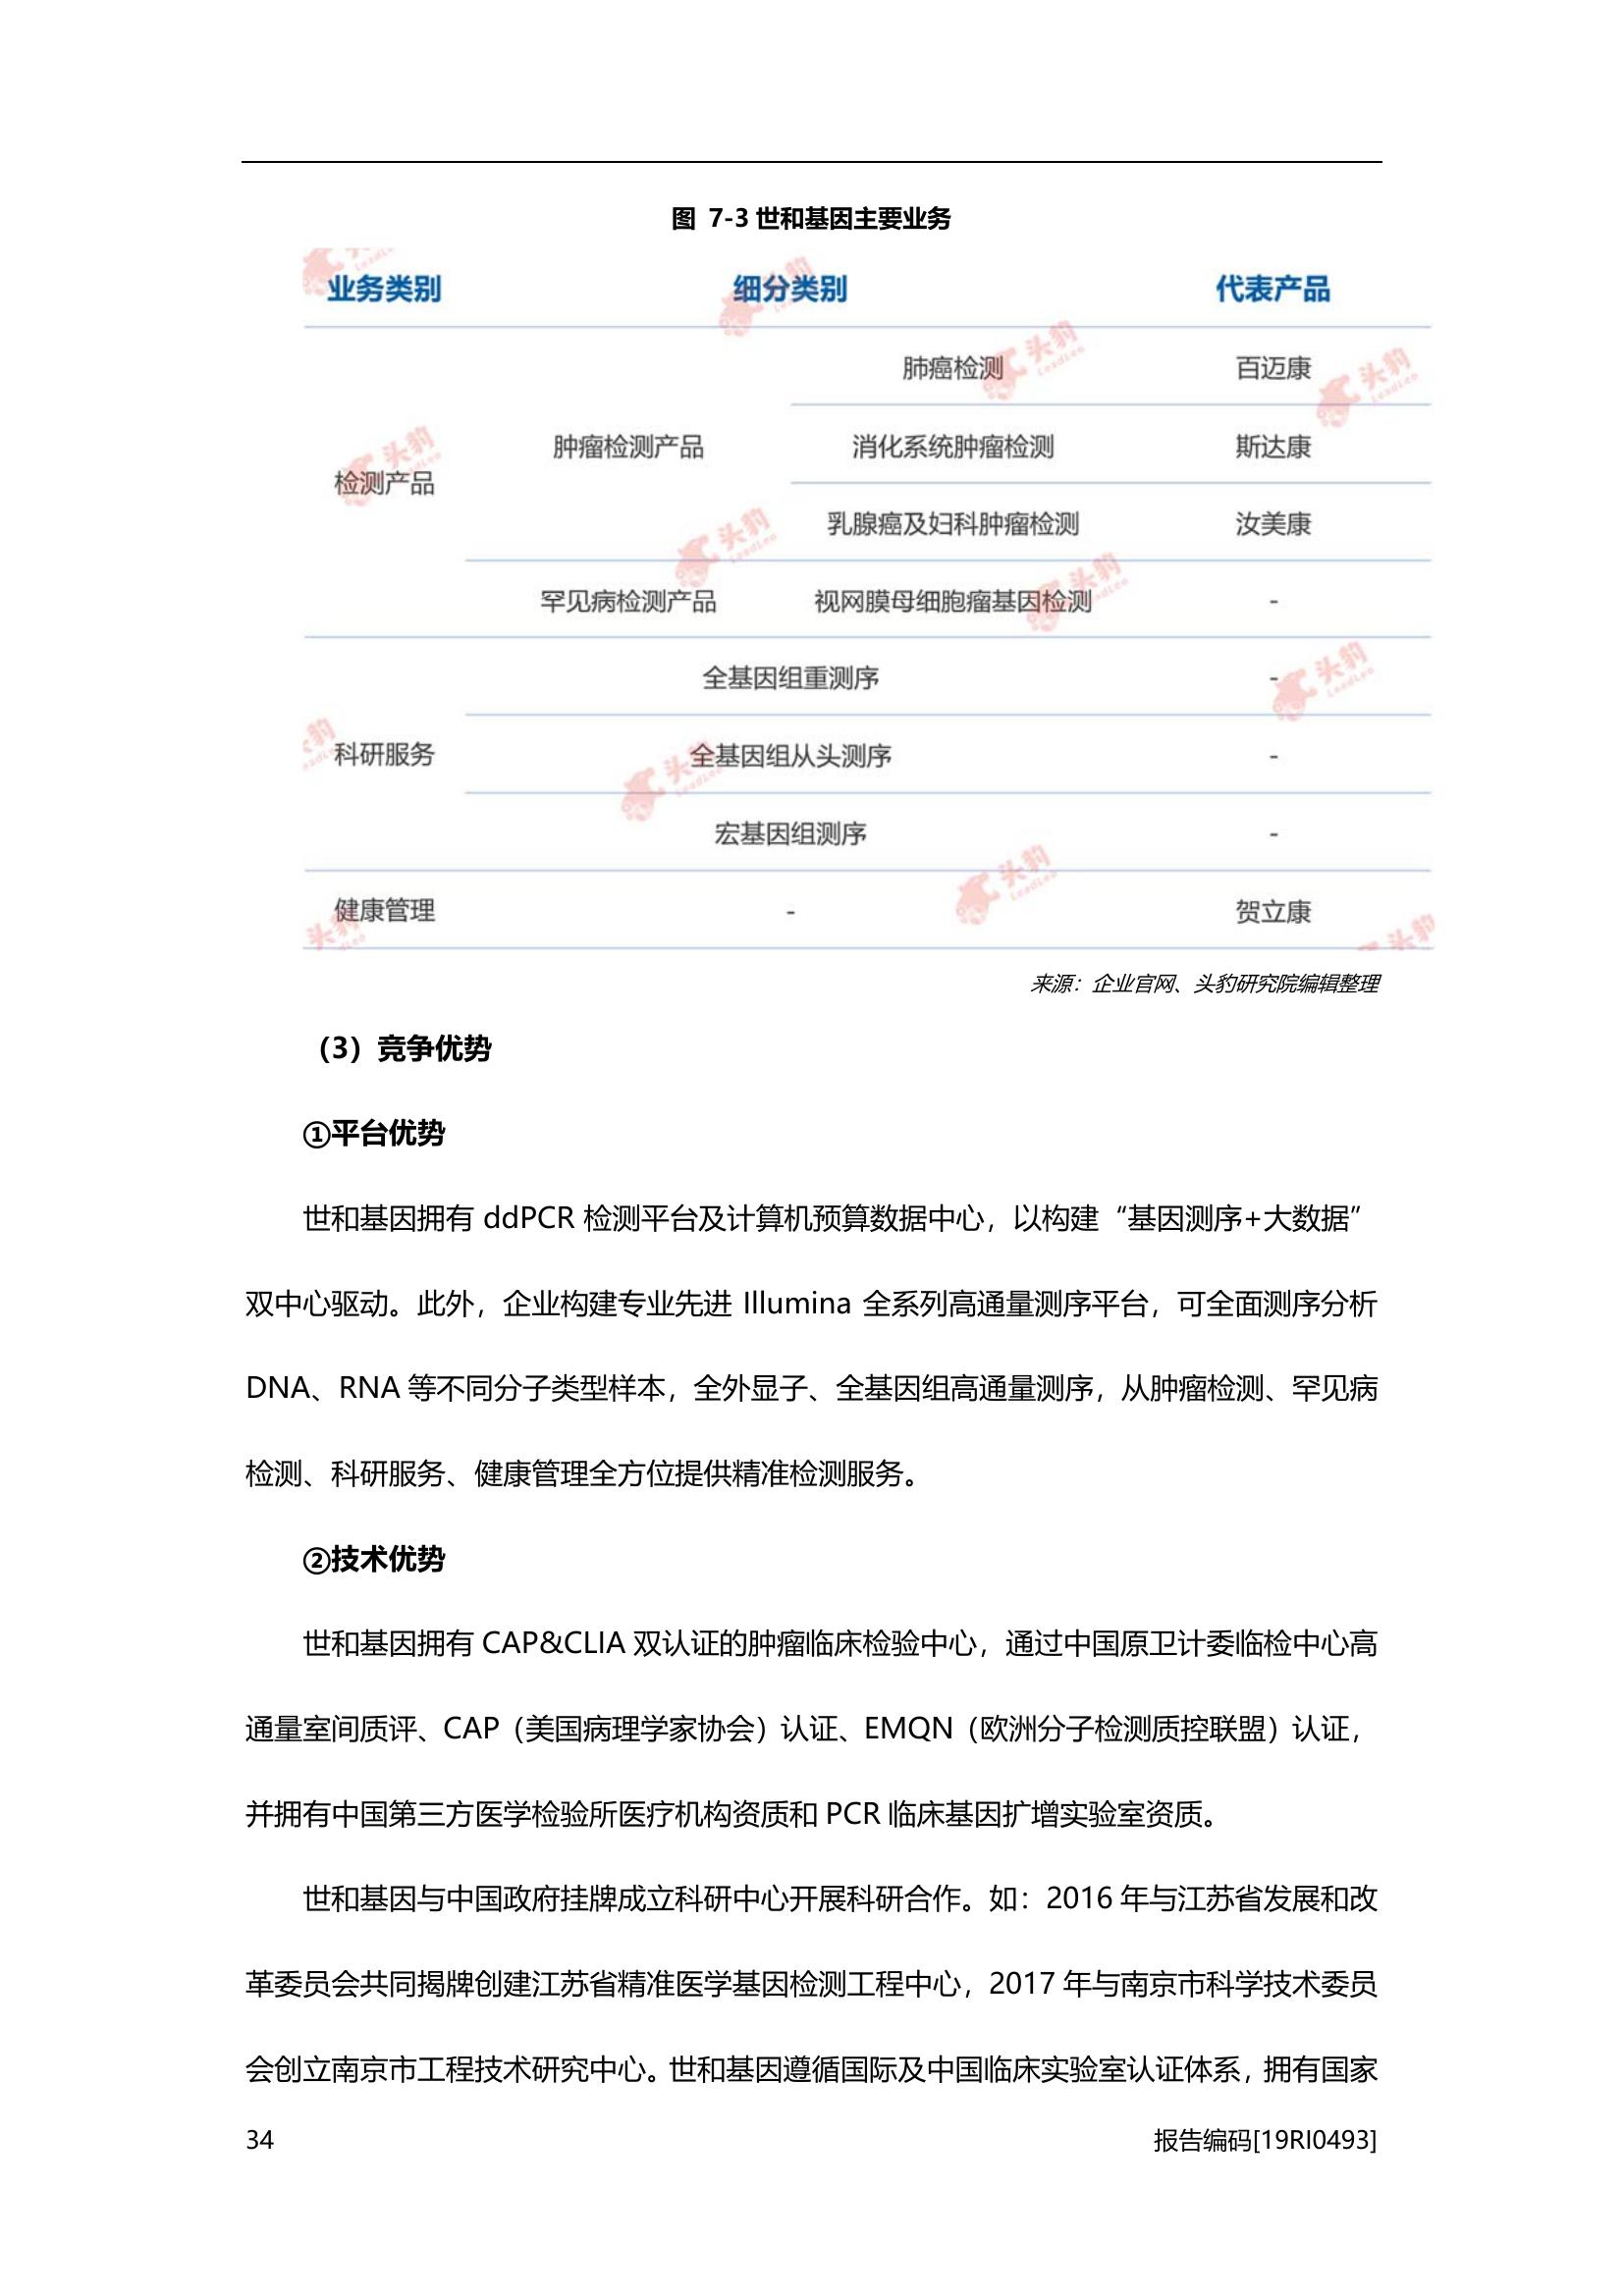 图 7-3 世和基因主要业务
业务类别 细分类别 代表产品
肺癌检测 百迈康
肿瘤检测产品 消化系统肿瘤检测 斯达康
检测产品
乳腺癌及妇科肿瘤检测 汝美康
罕见病检测产品 视网膜母细胞瘤基因检测 -
全基因组重测序 -
科研服务 全基因组从头测序 -
宏基因组测序 -
健康管理 - 贺立康
头豹 LeadLeo
来源：企业官网、头豹研究院编辑整理
（3）竞争优势
①平台优势
世和基因拥有 ddPCR 检测平台及计算机预算数据中心，以构建“基因测序+大数据”
双中心驱动。此外，企业构建专业先进 Illumina 全系列高通量测序平台，可全面测序分析
DNA、RNA 等不同分子类型样本，全外显子、全基因组高通量测序，从肿瘤检测、罕见病
检测、科研服务、健康管理全方位提供精准检测服务。
②技术优势
世和基因拥有 CAP&CLIA 双认证的肿瘤临床检验中心，通过中国原卫计委临检中心高
通量室间质评、CAP（美国病理学家协会）认证、EMQN（欧洲分子检测质控联盟）认证，
并拥有中国第三方医学检验所医疗机构资质和 PCR 临床基因扩增实验室资质。
世和基因与中国政府挂牌成立科研中心开展科研合作。如：2016 年与江苏省发展和改
革委员会共同揭牌创建江苏省精准医学基因检测工程中心，2017 年与南京市科学技术委员
会创立南京市工程技术研究中心。世和基因遵循国际及中国临床实验室认证体系，拥有国家
34 报告编码[19RI0493]